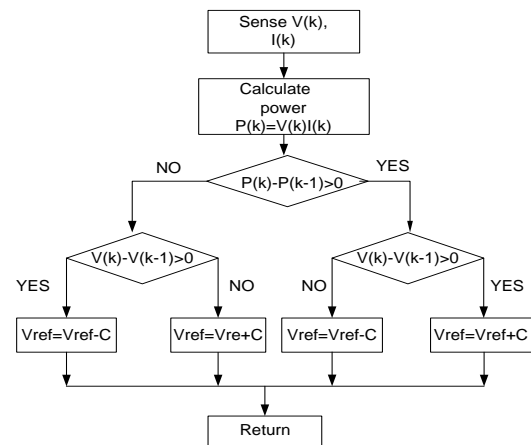 Sense V(k),
I(k)
Calculate
power
P(k)=V(k)I(k)
NO
YES
P(k)-P(k-1)>0
V(k)-V(k-1)>0
V(k)-V(k-1)>0
YES
NO
NO
YES
Vref=Vref-C
Vref=Vre+C
Vref=Vref-C
Vref=Vref+C
Return